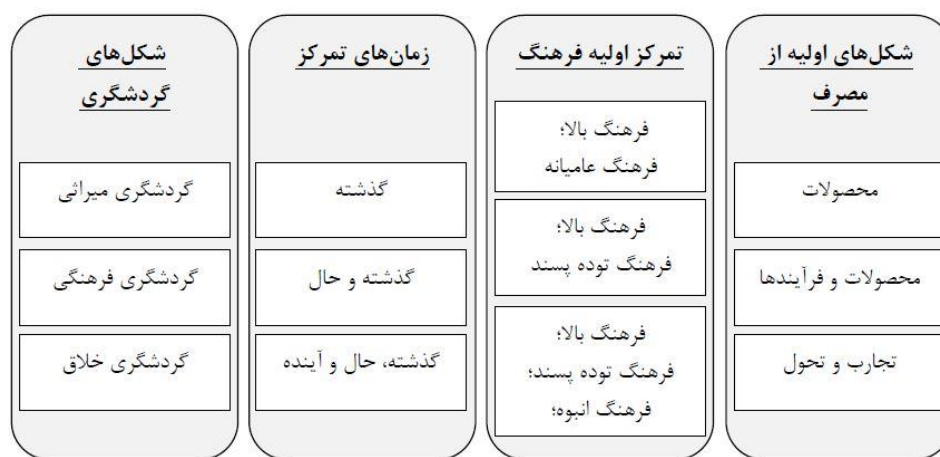 شکل‌های اولیه از
مصرف
محصولات
محصولات و فرآیندها
تجارب و تحول
تمرکز اولیه فرهنگ
فرهنگ بالا؛
فرهنگ عامیانه
فرهنگ بالا؛
فرهنگ توده پسند
فرهنگ بالا؛
فرهنگ توده پسند؛
فرهنگ انبوه؛
زمان‌های تمرکز
گذشته
گذشته و حال
گذشته، حال و آینده
شکل‌های
گردشگری
گردشگری میراثی
گردشگری فرهنگی
گردشگری خلاق